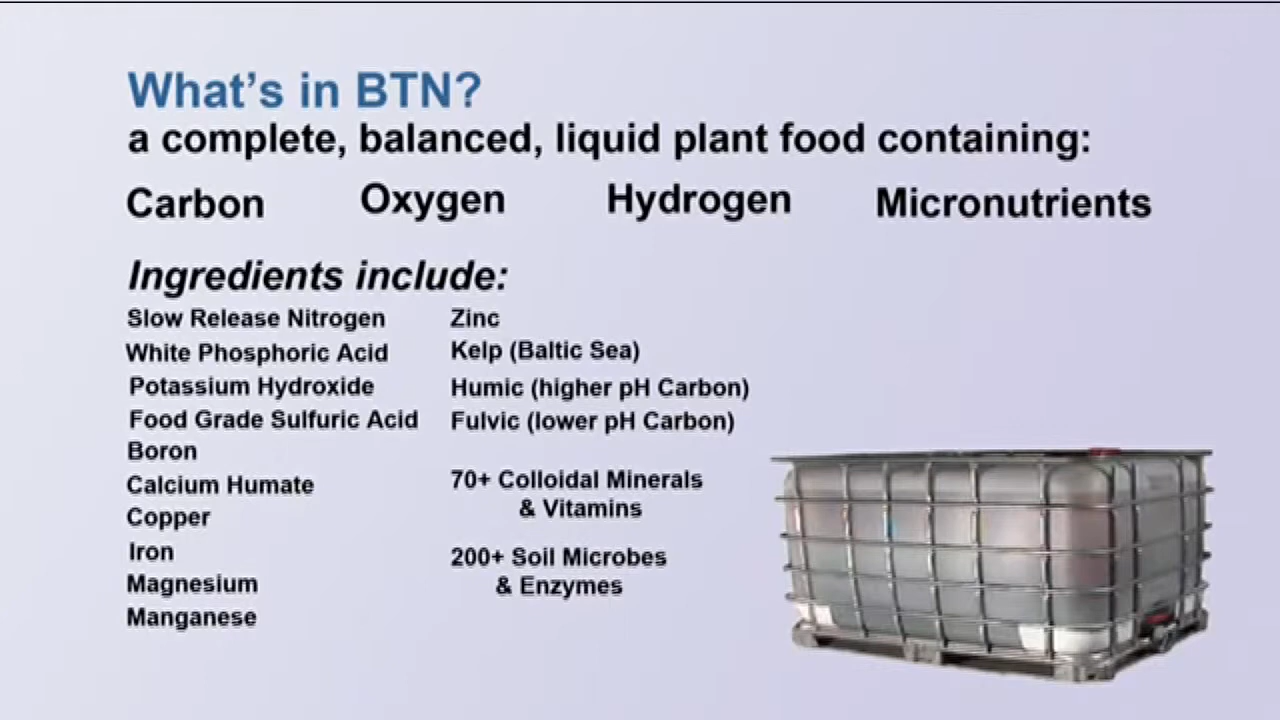 What's in BTN?
a complete, balanced, liquid plant food containing:
Carbon Oxygen Hydrogen Micronutrients
Ingredients include:
Slow Release Nitrogen
White Phosphoric Acid
Potassium Hydroxide
Food Grade Sulfuric Acid
Boron
Calcium Humate
Copper
Iron
Magnesium
Manganese
Zinc
Kelp (Baltic Sea)
Humic (higher pH Carbon)
Fulvic (lower pH Carbon)
70+ Colloidal Minerals
& Vitamins
200+ Soil Microbes
& Enzymes